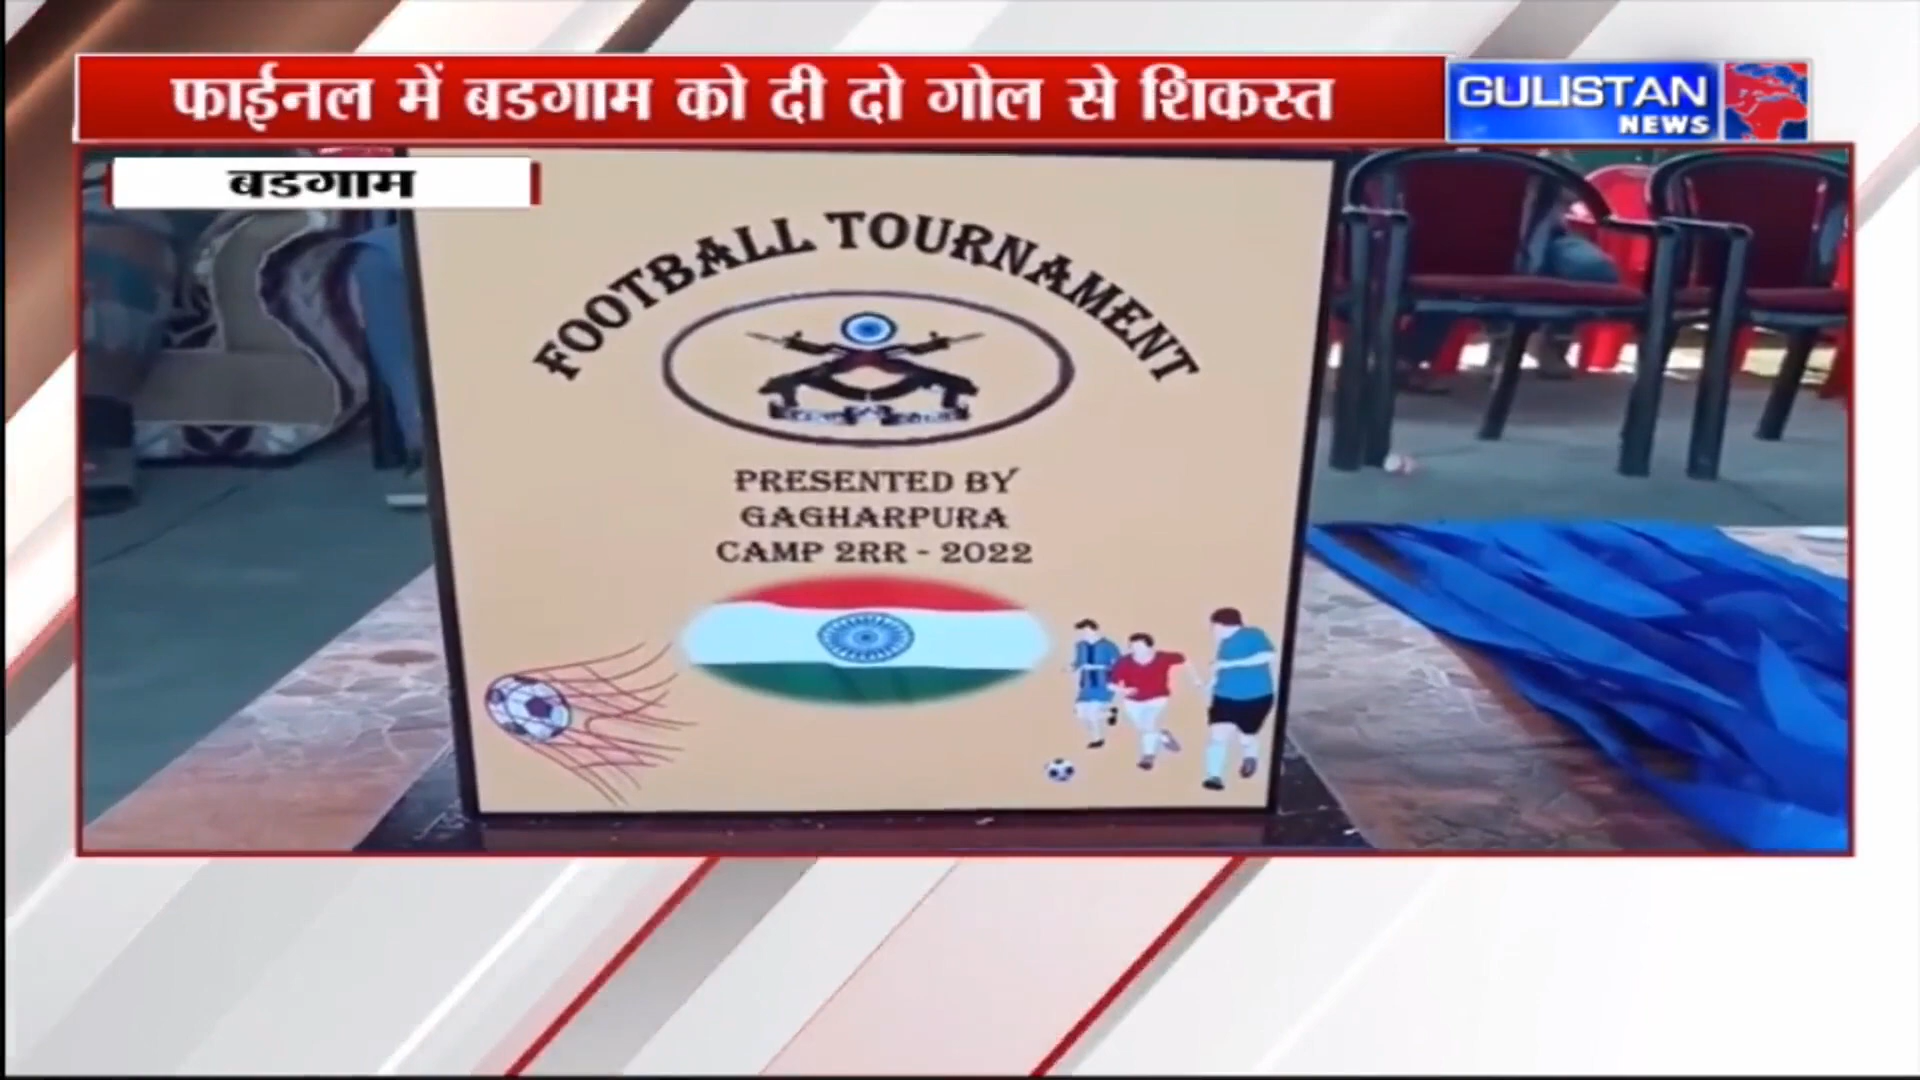 फाईनल में बडगाम को दी दो गोल से शिकस्त
GULISTAN
NEWS
बडगाम
FOOTBALL TOURNAMENT
PRESENTED BY
GAGHARPURA
CAMP 2RR - 2022